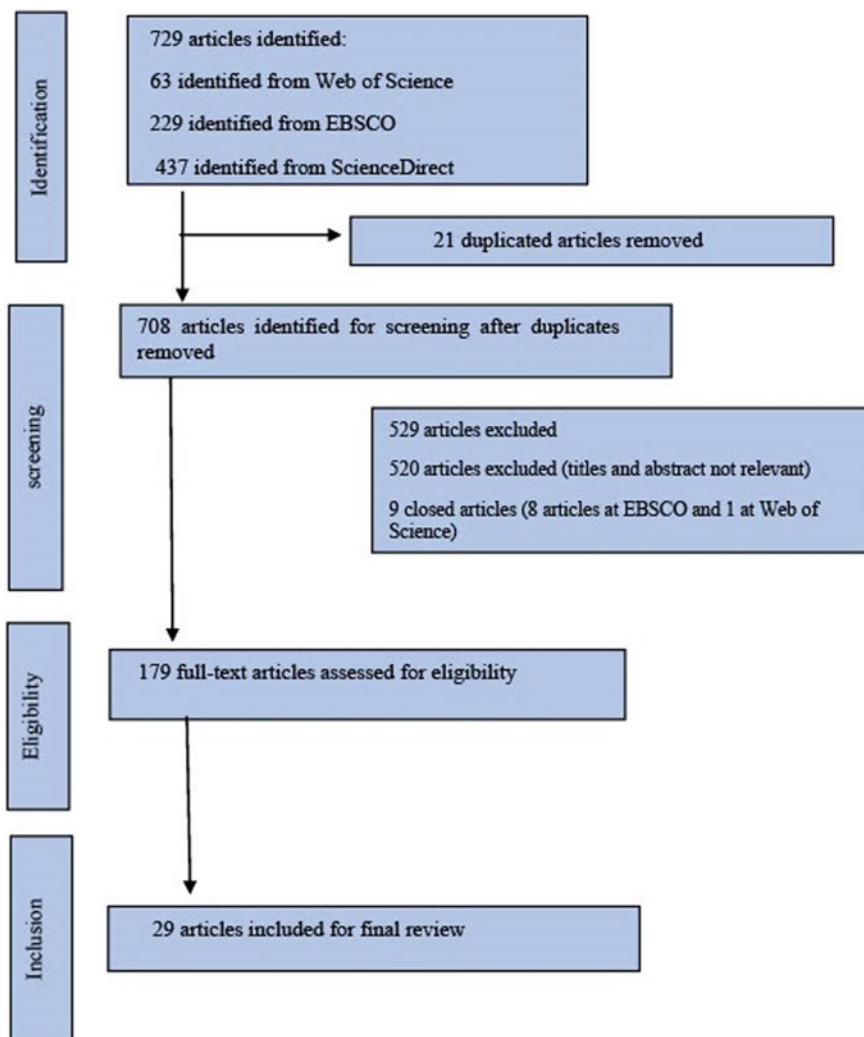 Identification
729 articles identified:
63 identified from Web of Science
229 identified from EBSCO
437 identified from ScienceDirect
21 duplicated articles removed
screening
708 articles identified for screening after duplicates
removed
529 articles excluded
520 articles excluded (titles and abstract not relevant)
9 closed articles (8 articles at EBSCO and 1 at Web of
Science)
Eligibility
179 full-text articles assessed for eligibility
Inclusion
29 articles included for final review